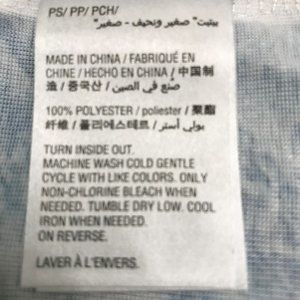 PS/ PP/ PCH/
بيتيت" صغير ونحيف - صغير"
MADE IN CHINA / FABRIQUÉ EN
CHINE / HECHO EN CHINA / 中国制
造 / 중국산 / صنع في الصين
100% POLYESTER / poliester / 聚酯
纤维 / 폴리에스테르 / بولي أستر
TURN INSIDE OUT.
MACHINE WASH COLD GENTLE
CYCLE WITH LIKE COLORS. ONLY
NON-CHLORINE BLEACH WHEN
NEEDED. TUMBLE DRY LOW. COOL
IRON WHEN NEEDED.
ON REVERSE.
LAVER À L'ENVERS.